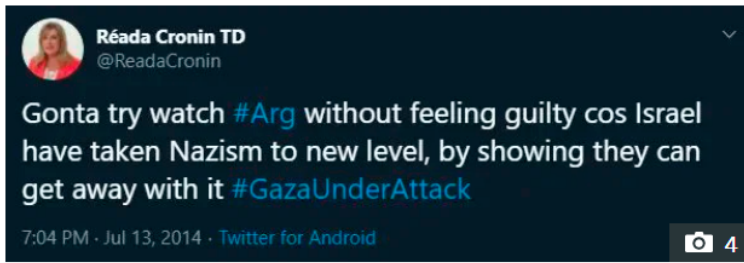 Réada Cronin TD
@ReadaCronin
Gonta try watch #Arg without feeling guilty cos Israel
have taken Nazism to new level, by showing they can
get away with it #GazaUnderAttack
7:04 PM · Jul 13, 2014 · Twitter for Android
4